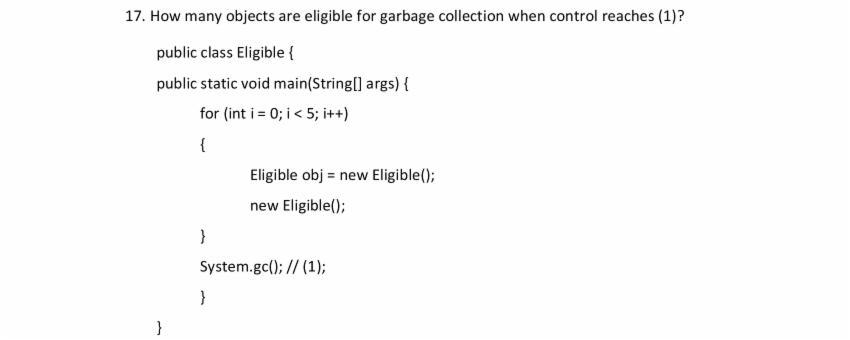 17. How many objects are eligible for garbage collection when control reaches (1)?
public class Eligible {
public static void main(String[] args) {
for (int i = 0; i < 5; i++)
{
Eligible obj = new Eligible();
new Eligible();
}
System.gc(); // (1);
}
}